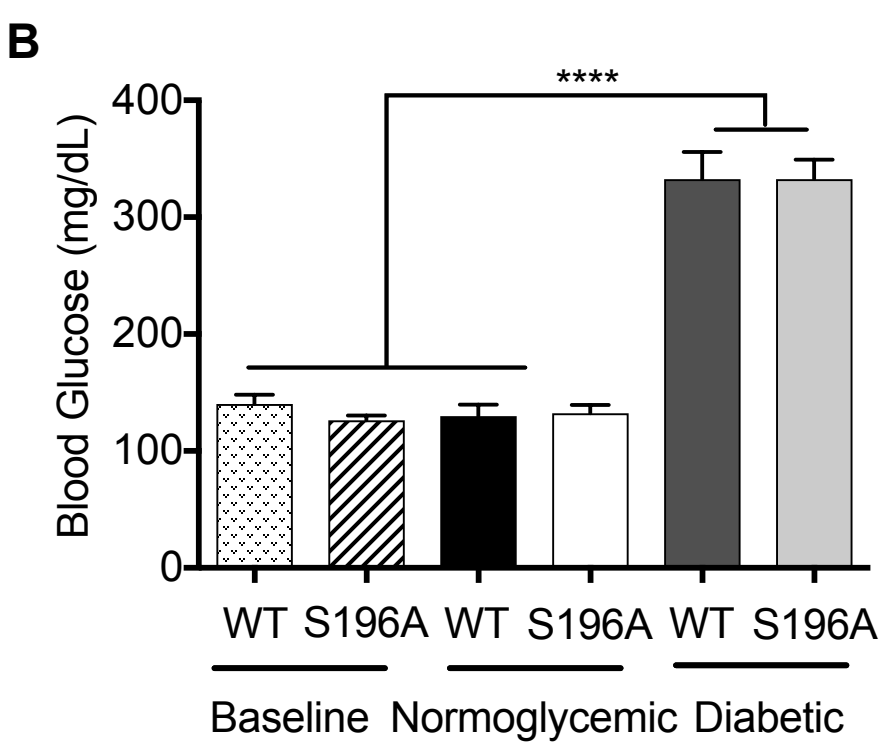 B
****
Blood Glucose (mg/dL)
400
300
200
100
0
WT S196A WT S196A WT S196A
Baseline Normoglycemic Diabetic